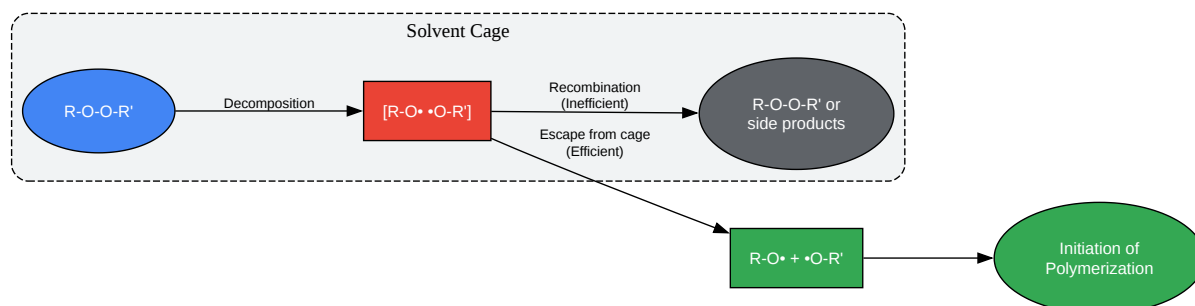 Solvent Cage
R-O-O-R'
Decomposition
[R-O• •O-R']
Recombination
(Inefficient)
R-O-O-R' or
side products
Escape from cage
(Efficient)
R-O• + •O-R'
Initiation of
Polymerization